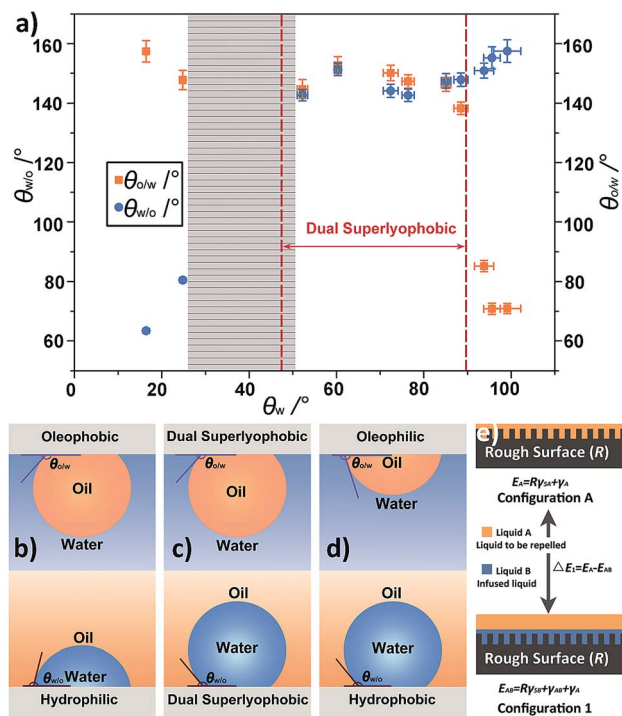 a)
160
140
120
100
80
60
θw/o /°
160
140
120
100
80
60
θo/w /°
θo/w /°
θw/o /°
Dual Superlyophobic
0 20 40 60 80 100
θw /°
Oleophobic
θo/w
Oil
b)
Water
Oil
Water
θw/o
Hydrophilic
Dual Superlyophobic
θo/w
Oil
c)
Water
Oil
Water
θw/o
Dual Superlyophobic
Oleophilic
θo/w
Oil
d)
Water
Oil
Water
θw/o
Hydrophobic
e)
Rough Surface (R)
EA=RγSA+γA
Configuration A
Liquid A
Liquid to be repelled
Liquid B
Infused liquid
△E1=EA-EAB
Rough Surface (R)
EAB=RγSB+γAB+γA
Configuration 1